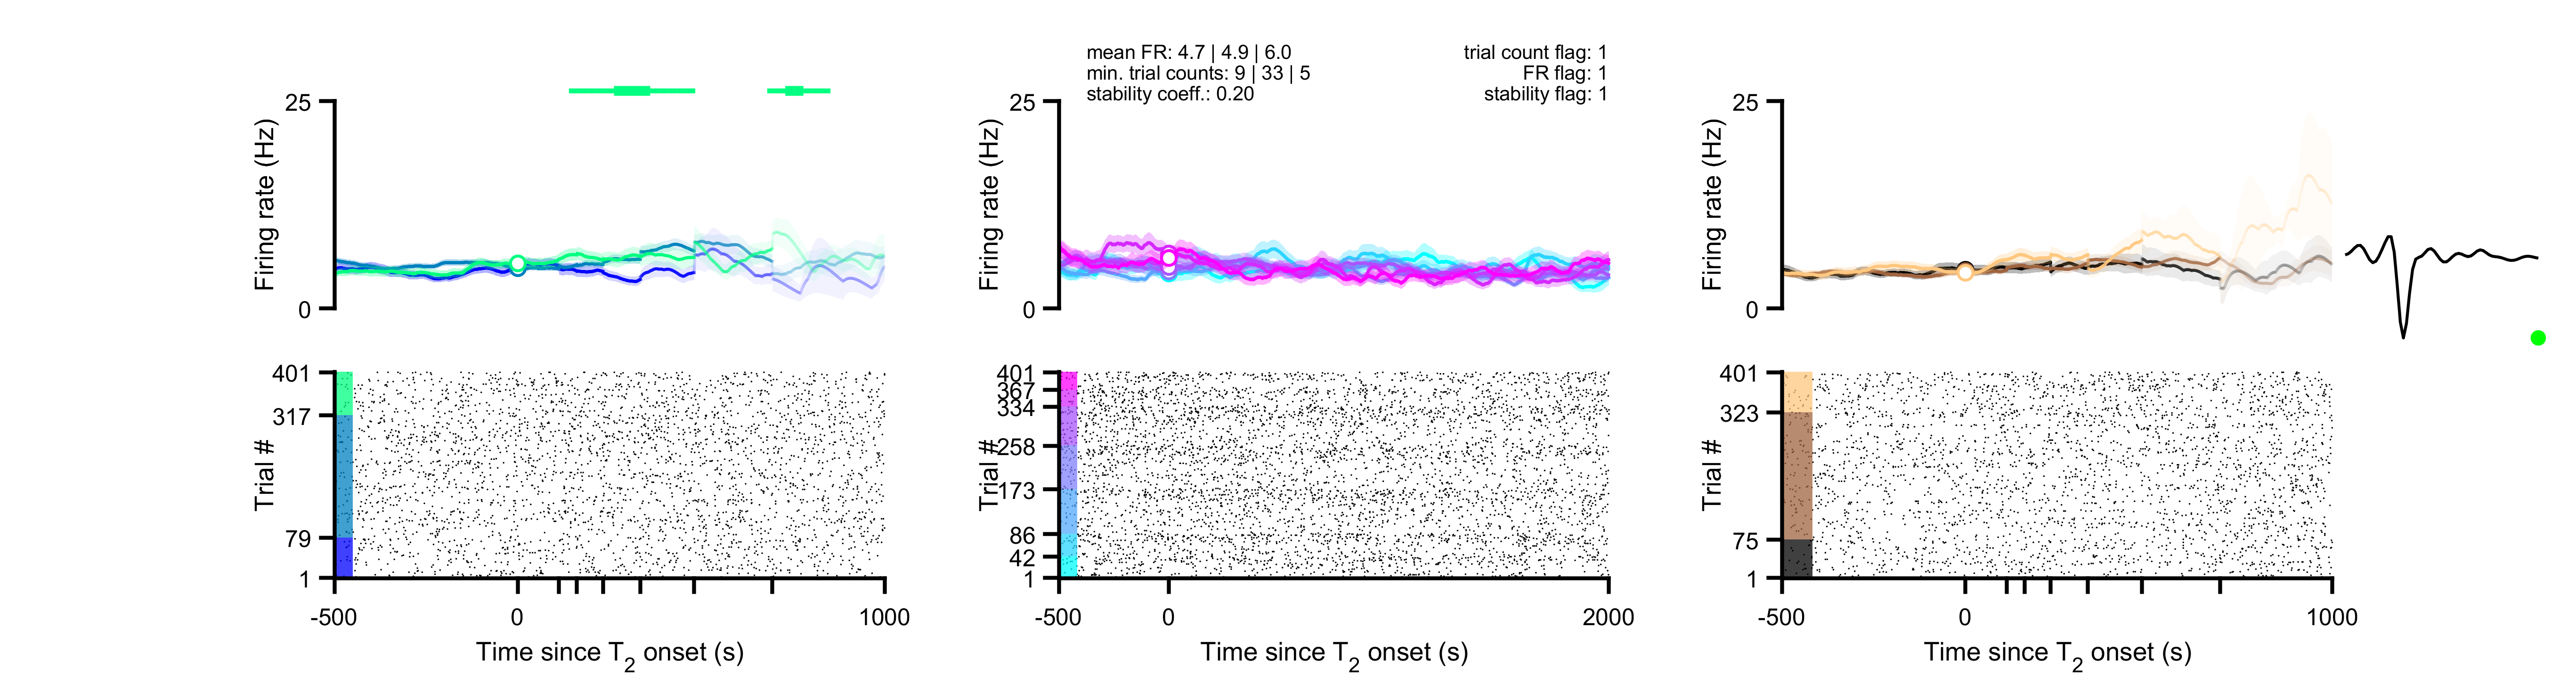 mean FR: 4.7 | 4.9 | 6.0
min. trial counts: 9 | 33 | 5
stability coeff.: 0.20
trial count flag: 1
FR flag: 1
stability flag: 1
25
0
Firing rate (Hz)
25
0
Firing rate (Hz)
25
0
Firing rate (Hz)
401
317
79
1
Trial #
-500
0
1000
Time since T2 onset (s)
401
367
334
258
173
86
42
1
Trial #
-500
0
2000
Time since T2 onset (s)
401
323
75
1
Trial #
-500
0
1000
Time since T2 onset (s)